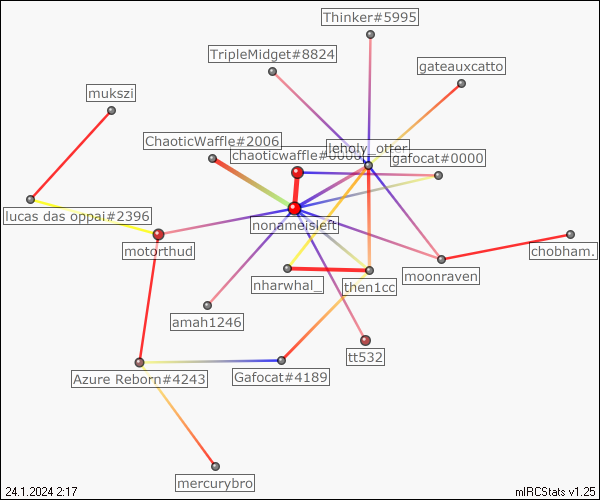 Thinker#5995
TripleMidget#8824
gateauxcatto
mukszi
ChaoticWaffle#2006
leholy_otter
chaoticwaffle#0000
gafocat#0000
lucas das oppai#2396
nonameisleft
motorthud
chobham.
moonraven
nharwhal_
then1cc
amah1246
tt532
Azure Reborn#4243
Gafocat#4189
mercurybro
24.1.2024 2:17
mIRCStats v1.25